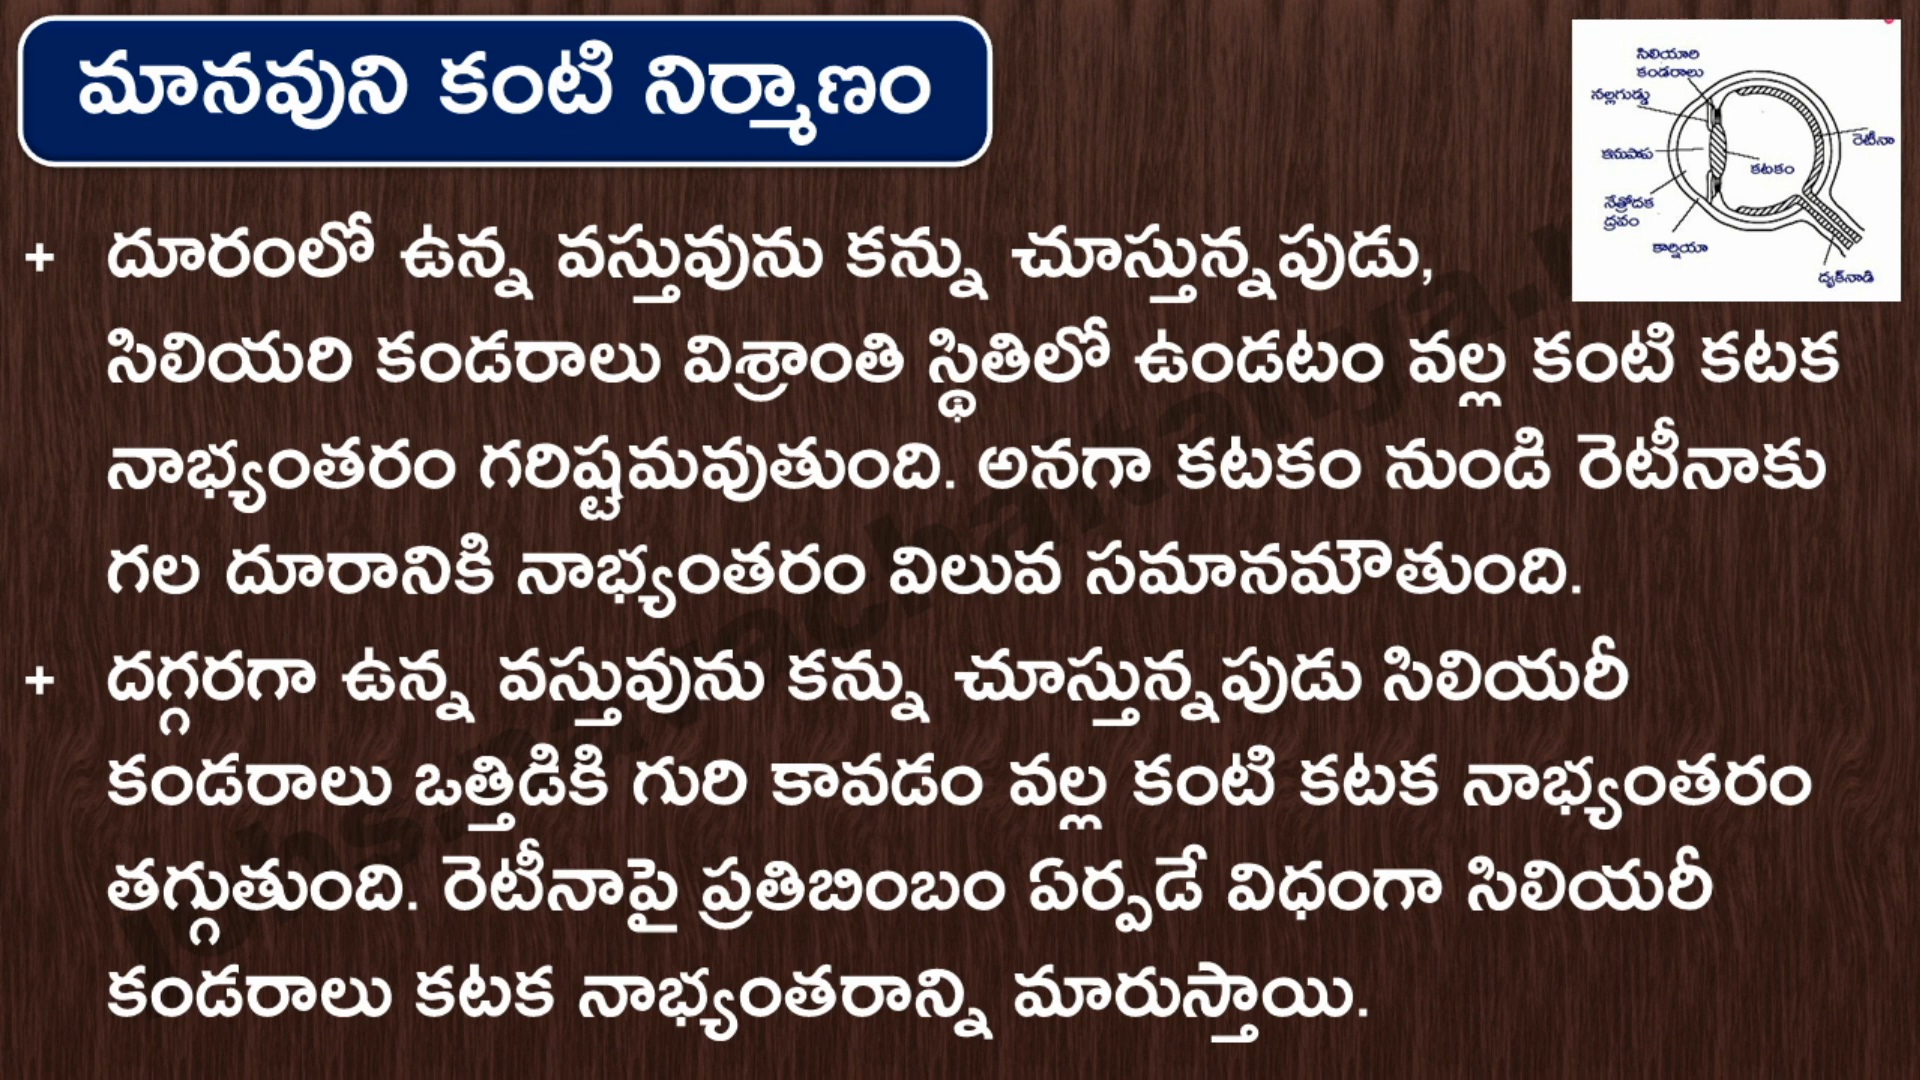 మానవుని కంటి నిర్మాణం
+ దూరంలో ఉన్న వస్తువును కన్ను చూస్తున్నపుడు,
సిలియరి కండరాలు విశ్రాంతి స్థితిలో ఉండటం వల్ల కంటి కటక
నాభ్యంతరం గరిష్టమవుతుంది. అనగా కటకం నుండి రెటీనాకు
గల దూరానికి నాభ్యంతరం విలువ సమానమౌతుంది.
+ దగ్గరగా ఉన్న వస్తువును కన్ను చూస్తున్నపుడు సిలియరీ
కండరాలు ఒత్తిడికి గురి కావడం వల్ల కంటి కటక నాభ్యంతరం
తగ్గుతుంది. రెటీనాపై ప్రతిబింబం ఏర్పడే విధంగా సిలియరీ
కండరాలు కటక నాభ్యంతరాన్ని మారుస్తాయి.
సిలియారి
కండరాలు
నల్లగుడ్డు
కనుపాప
నేత్రోదక
ద్రవం
కార్నియా
కటకం
రెటీనా
దృక్‌నాడి